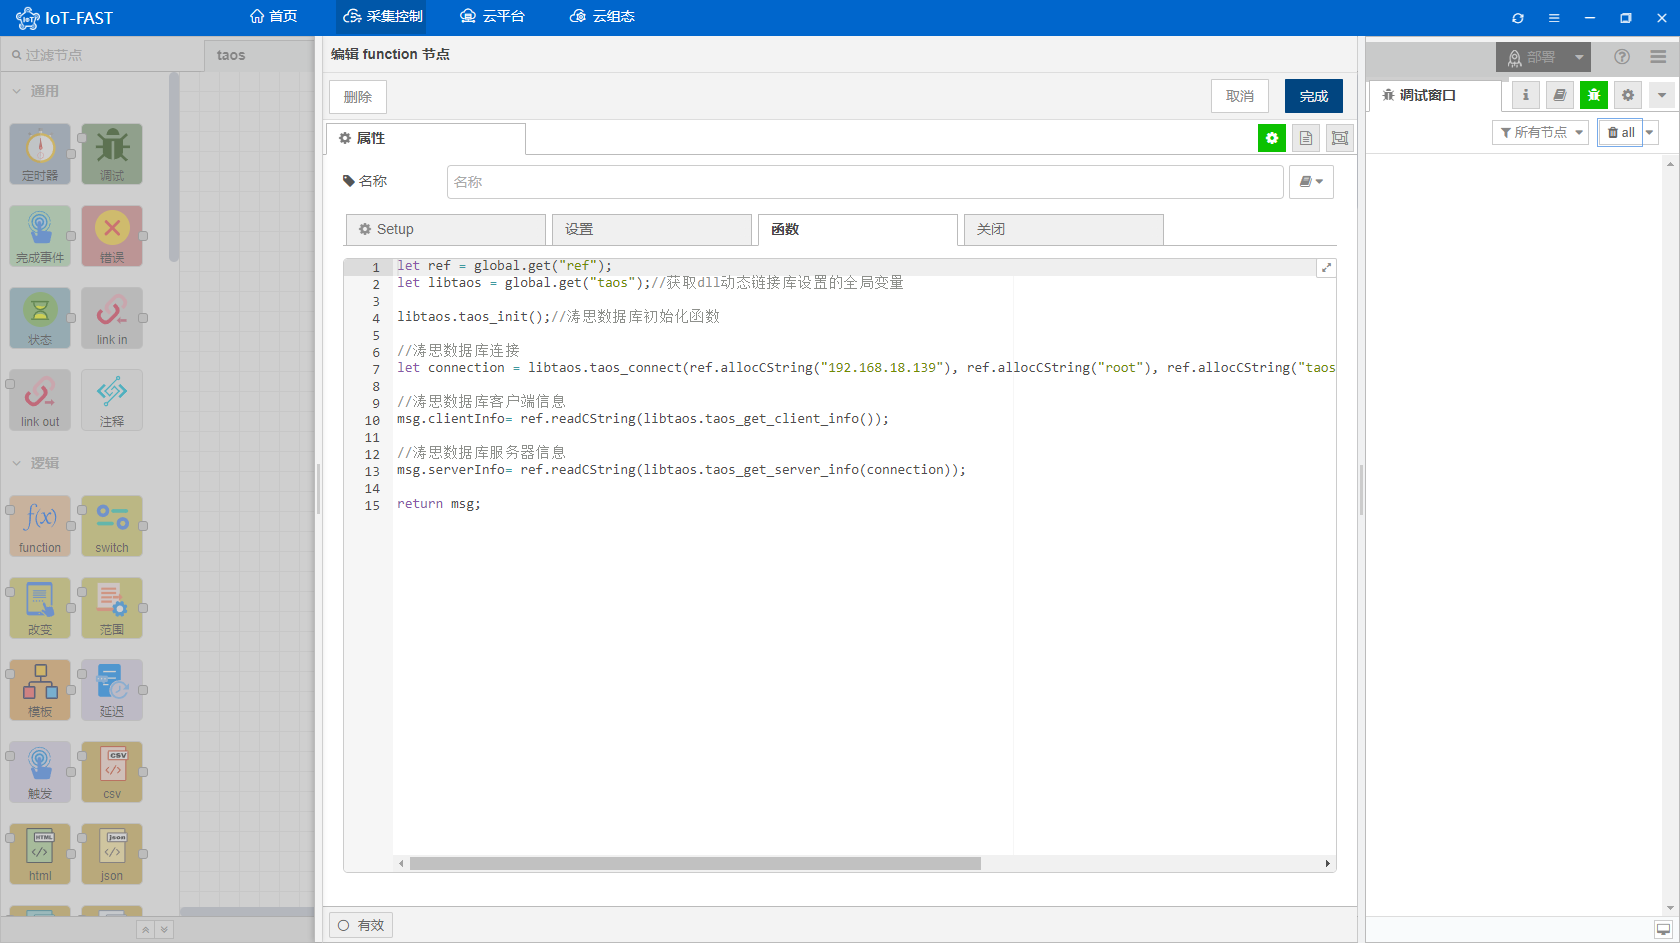 IoT-FAST
首页
采集控制
云平台
云组态
过滤节点
taos
编辑 function 节点
部署
删除
取消
完成
调试窗口
属性
所有节点
all
通用
名称
名称
定时器
调试
Setup
设置
函数
关闭
完成事件
错误
状态
link in
link out
注释
逻辑
function
switch
改变
范围
模板
延迟
触发
csv
html
json
1 let ref = global.get("ref");
2 let libtaos = global.get("taos");//获取dll动态链接库设置的全局变量
3
4 libtaos.taos_init();//涛思数据库初始化函数
5
6 //涛思数据库连接
7 let connection = libtaos.taos_connect(ref.allocCString("192.168.18.139"), ref.allocCString("root"), ref.allocCString("taos
8
9 //涛思数据库客户端信息
10 msg.clientInfo= ref.readCString(libtaos.taos_get_client_info());
11
12 //涛思数据库服务器信息
13 msg.serverInfo= ref.readCString(libtaos.taos_get_server_info(connection));
14
15 return msg;
有效